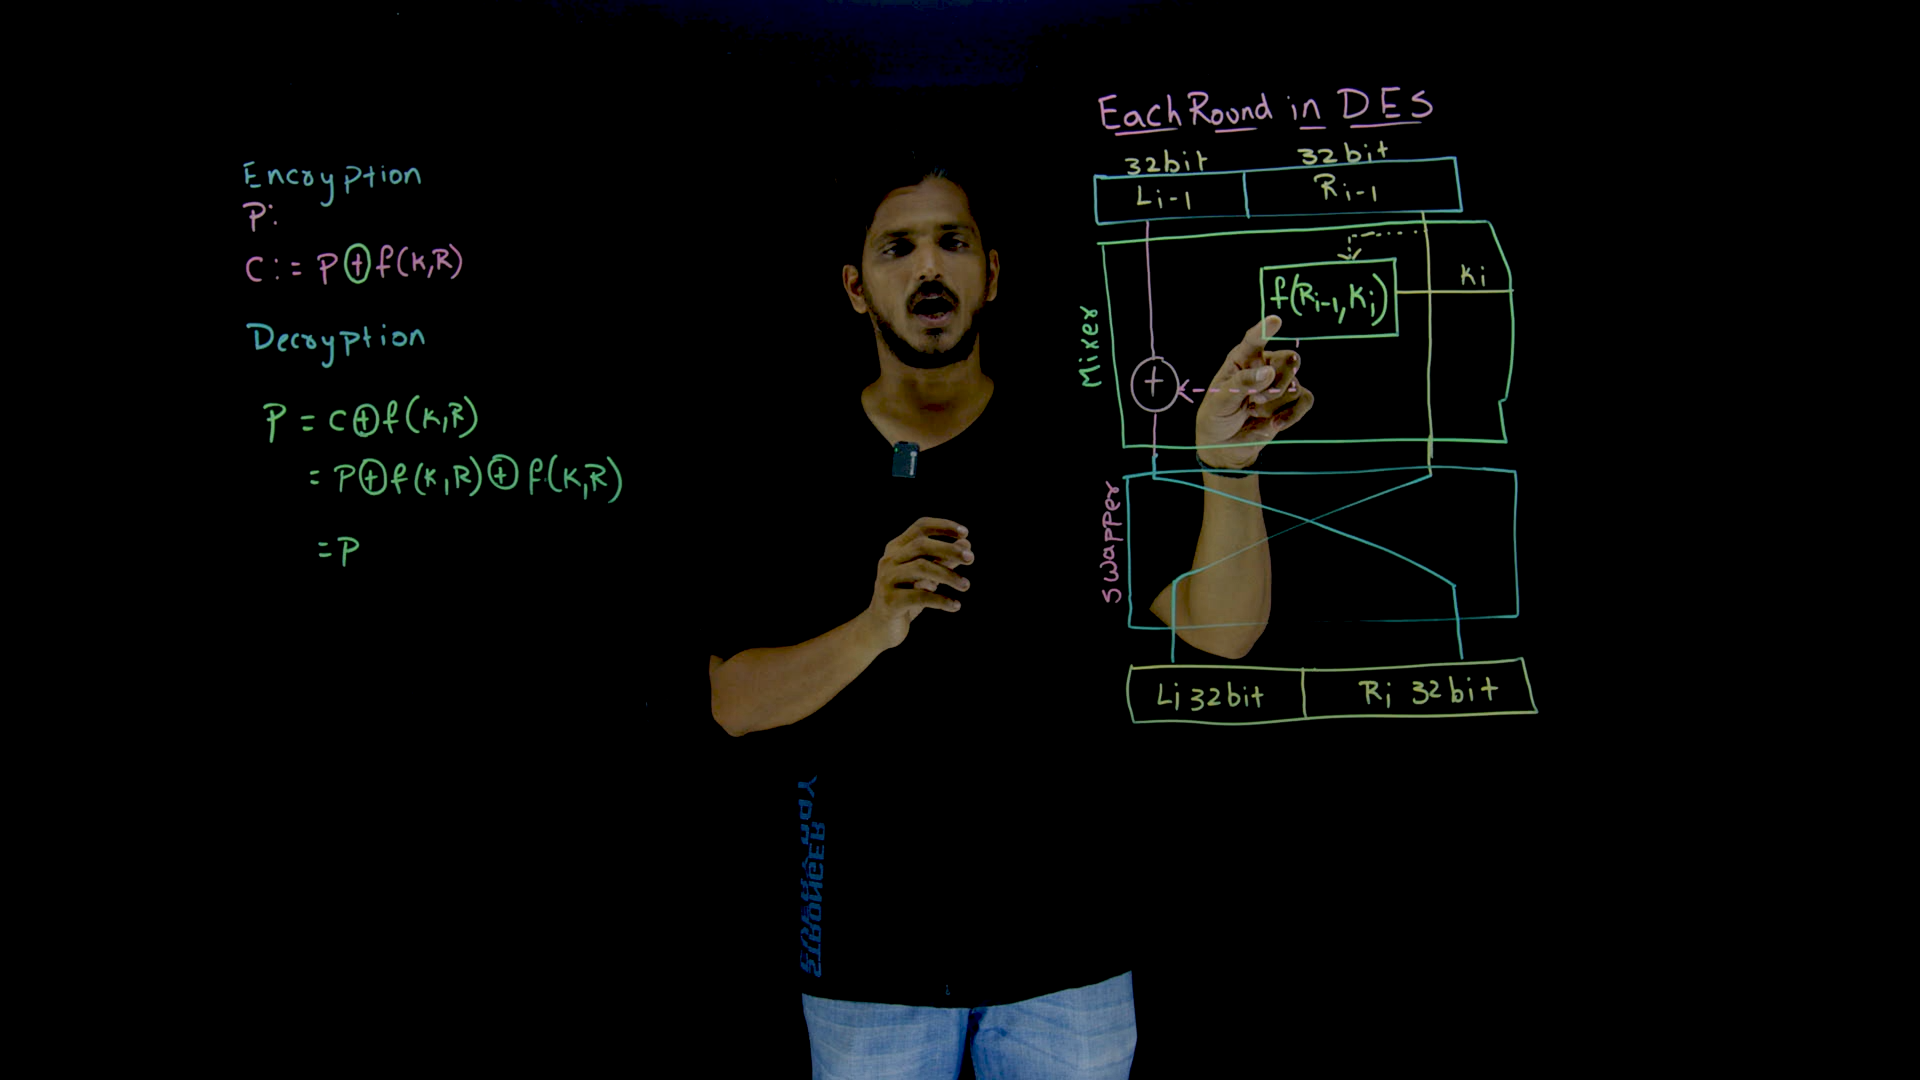 Encryption
P:
C := P ⊕ f(K,R)
Decryption
P = C ⊕ f(K,R)
= P ⊕ f(K,R) ⊕ f(K,R)
= P
Each Round in DES
32bit 32bit
Li-1 Ri-1
f(Ri-1, Ki)
Ki
Mixer
+
Swapper
Li 32bit Ri 32bit
STRONGER